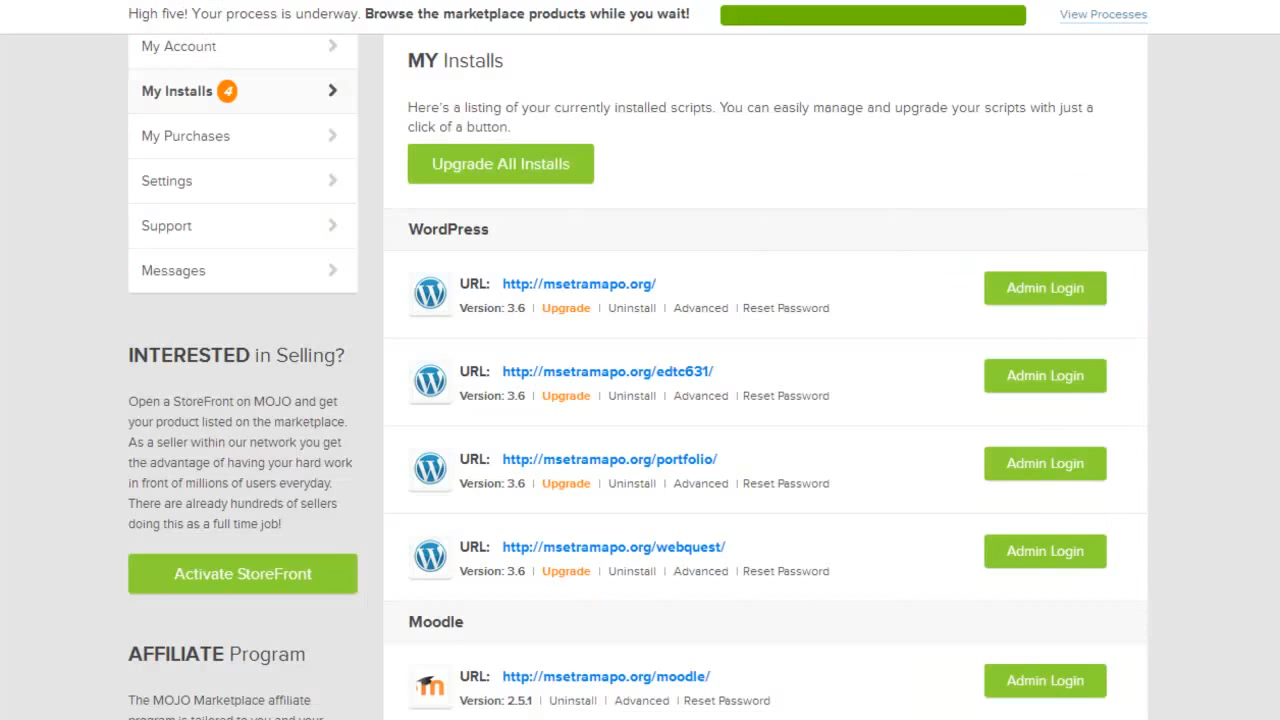 High five! Your process is underway. Browse the marketplace products while you wait!
View Processes
My Account
My Installs 4
My Purchases
Settings
Support
Messages
INTERESTED in Selling?
Open a StoreFront on MOJO and get
your product listed on the marketplace.
As a seller within our network you get
the advantage of having your hard work
in front of millions of users everyday.
There are already hundreds of sellers
doing this as a full time job!
Activate StoreFront
AFFILIATE Program
The MOJO Marketplace affiliate
program is tailored to you and your
MY Installs
Here's a listing of your currently installed scripts. You can easily manage and upgrade your scripts with just a
click of a button.
Upgrade All Installs
WordPress
URL: http://msetramapo.org/
Version: 3.6 | Upgrade | Uninstall | Advanced | Reset Password
Admin Login
URL: http://msetramapo.org/edtc631/
Version: 3.6 | Upgrade | Uninstall | Advanced | Reset Password
Admin Login
URL: http://msetramapo.org/portfolio/
Version: 3.6 | Upgrade | Uninstall | Advanced | Reset Password
Admin Login
URL: http://msetramapo.org/webquest/
Version: 3.6 | Upgrade | Uninstall | Advanced | Reset Password
Admin Login
Moodle
URL: http://msetramapo.org/moodle/
Version: 2.5.1 | Uninstall | Advanced | Reset Password
Admin Login